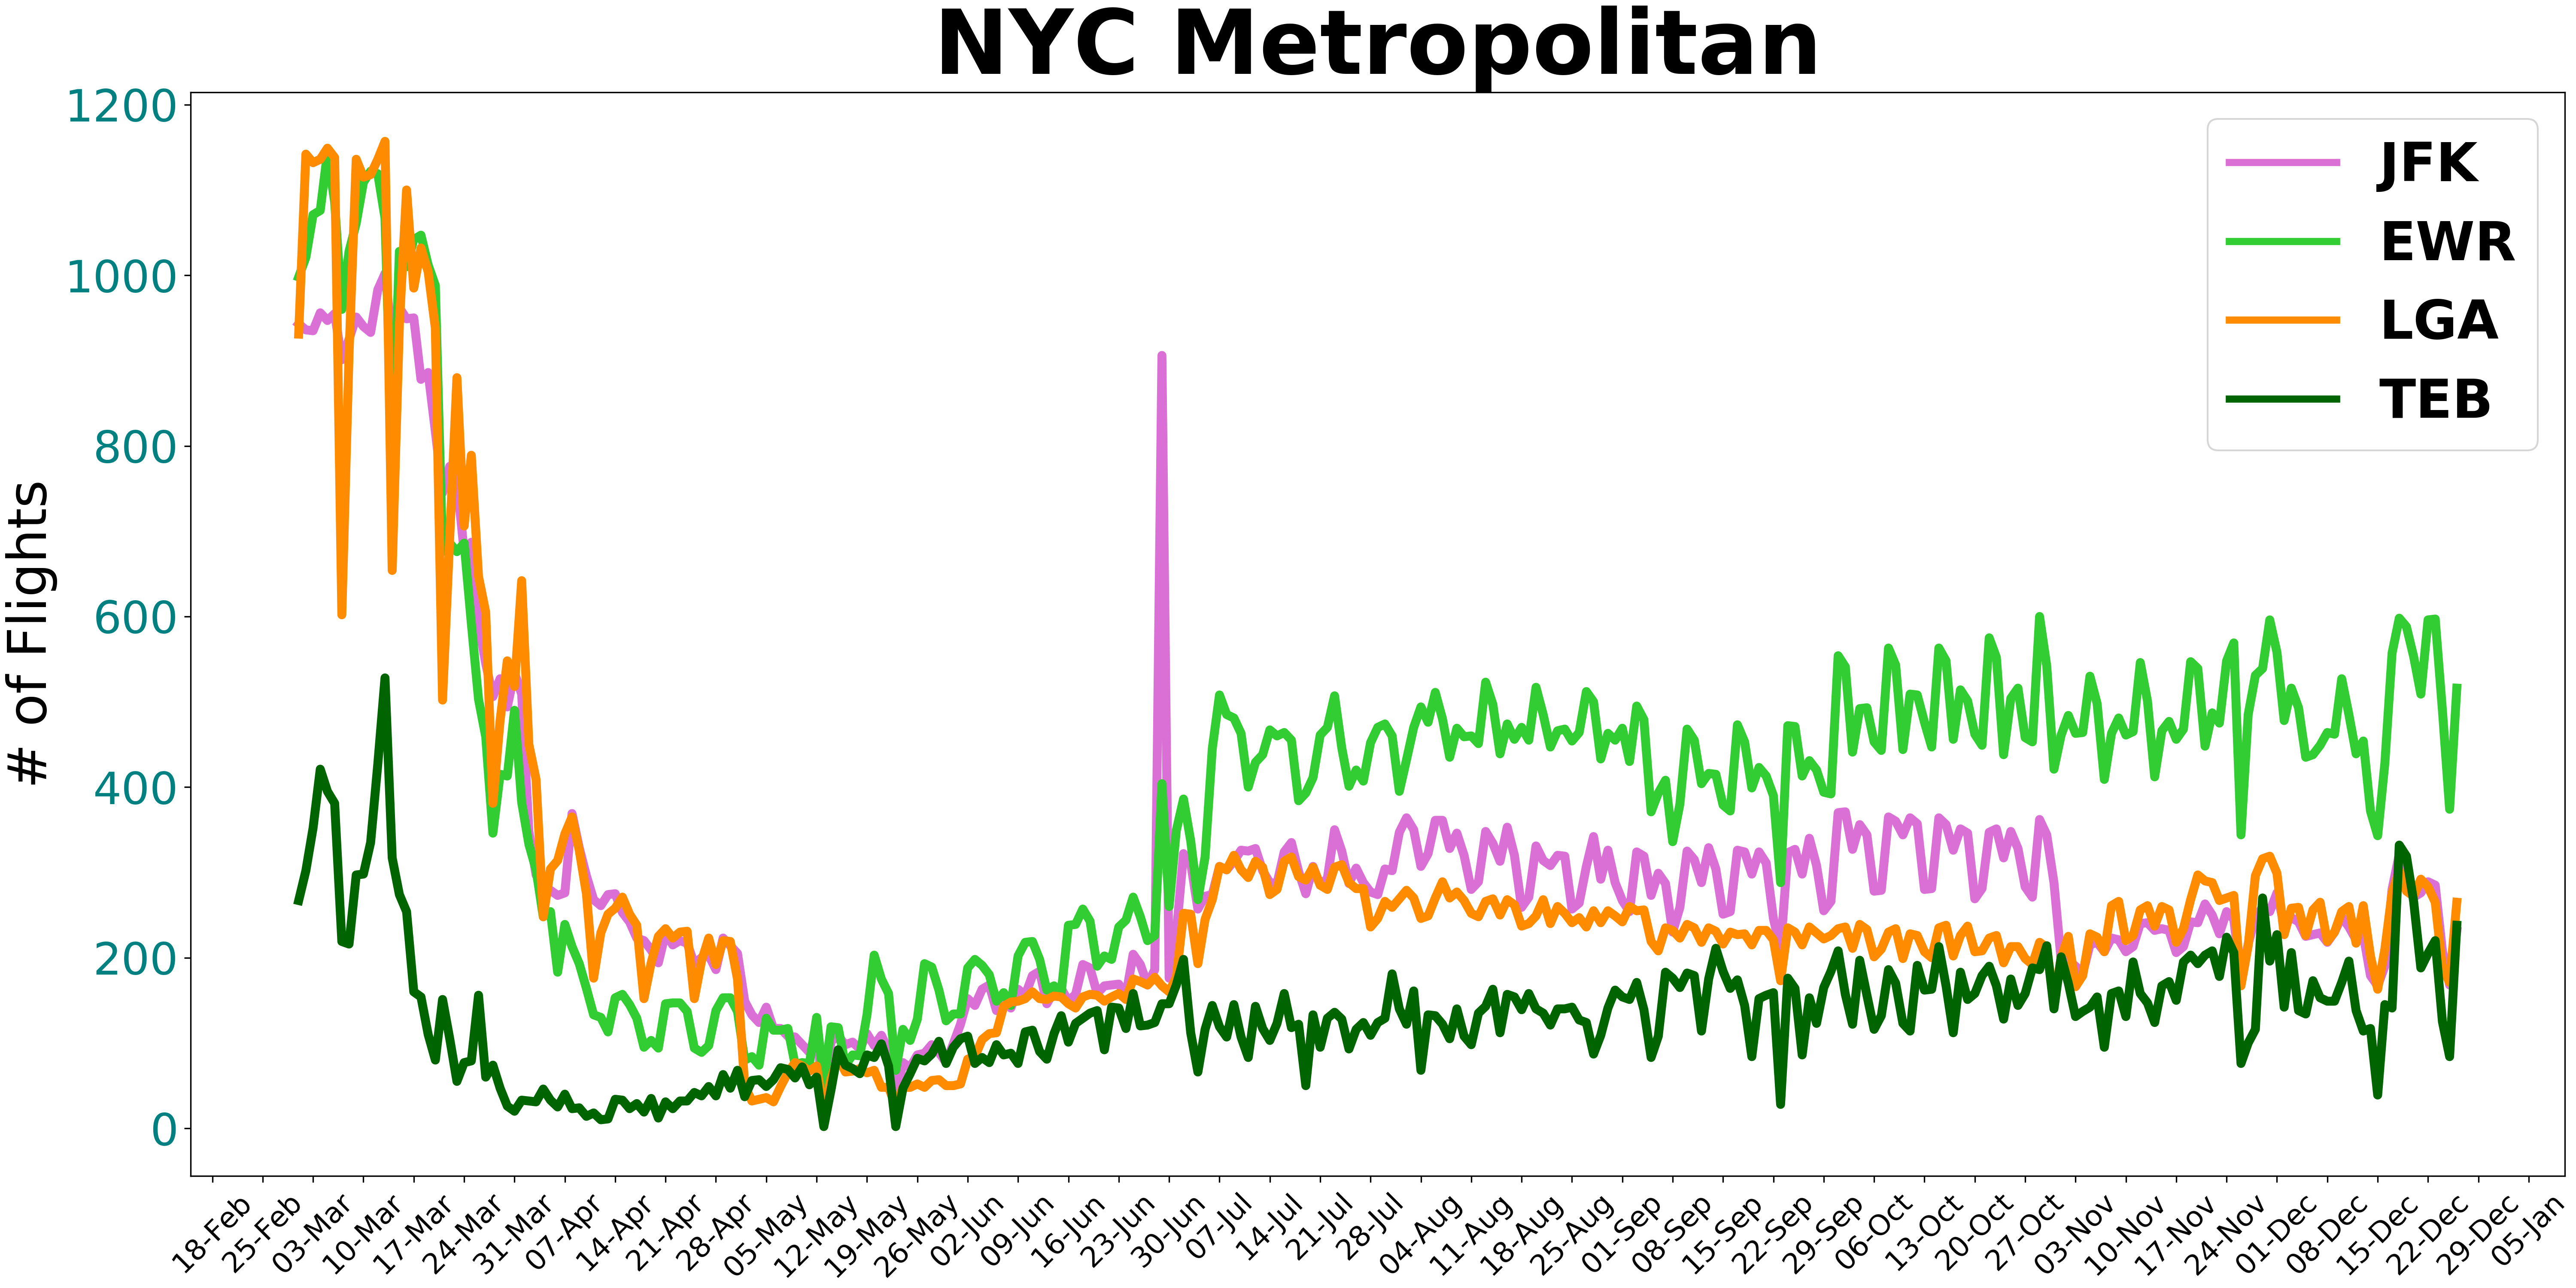 NYC Metropolitan
1200
1000
800
600
400
200
0
# of Flights
JFK
EWR
LGA
TEB
18-Feb
25-Feb
03-Mar
10-Mar
17-Mar
24-Mar
31-Mar
07-Apr
14-Apr
21-Apr
28-Apr
05-May
12-May
19-May
26-May
02-Jun
09-Jun
16-Jun
23-Jun
30-Jun
07-Jul
14-Jul
21-Jul
28-Jul
04-Aug
11-Aug
18-Aug
25-Aug
01-Sep
08-Sep
15-Sep
22-Sep
29-Sep
06-Oct
13-Oct
20-Oct
27-Oct
03-Nov
10-Nov
17-Nov
24-Nov
01-Dec
08-Dec
15-Dec
22-Dec
29-Dec
05-Jan